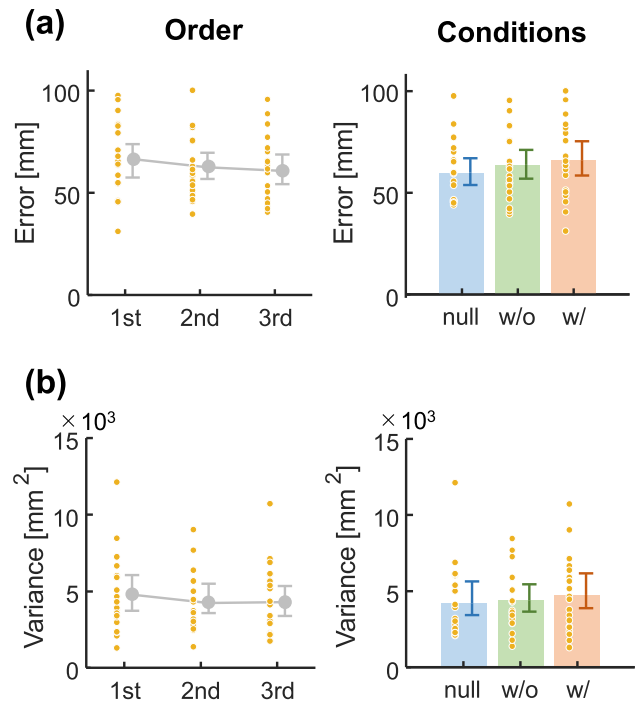 (a)
Order
Conditions
Error [mm]
100
50
0
1st 2nd 3rd
Error [mm]
100
50
0
null w/o w/
(b)
Variance [mm²]
×10³
15
10
5
0
1st 2nd 3rd
Variance [mm²]
×10³
15
10
5
0
null w/o w/